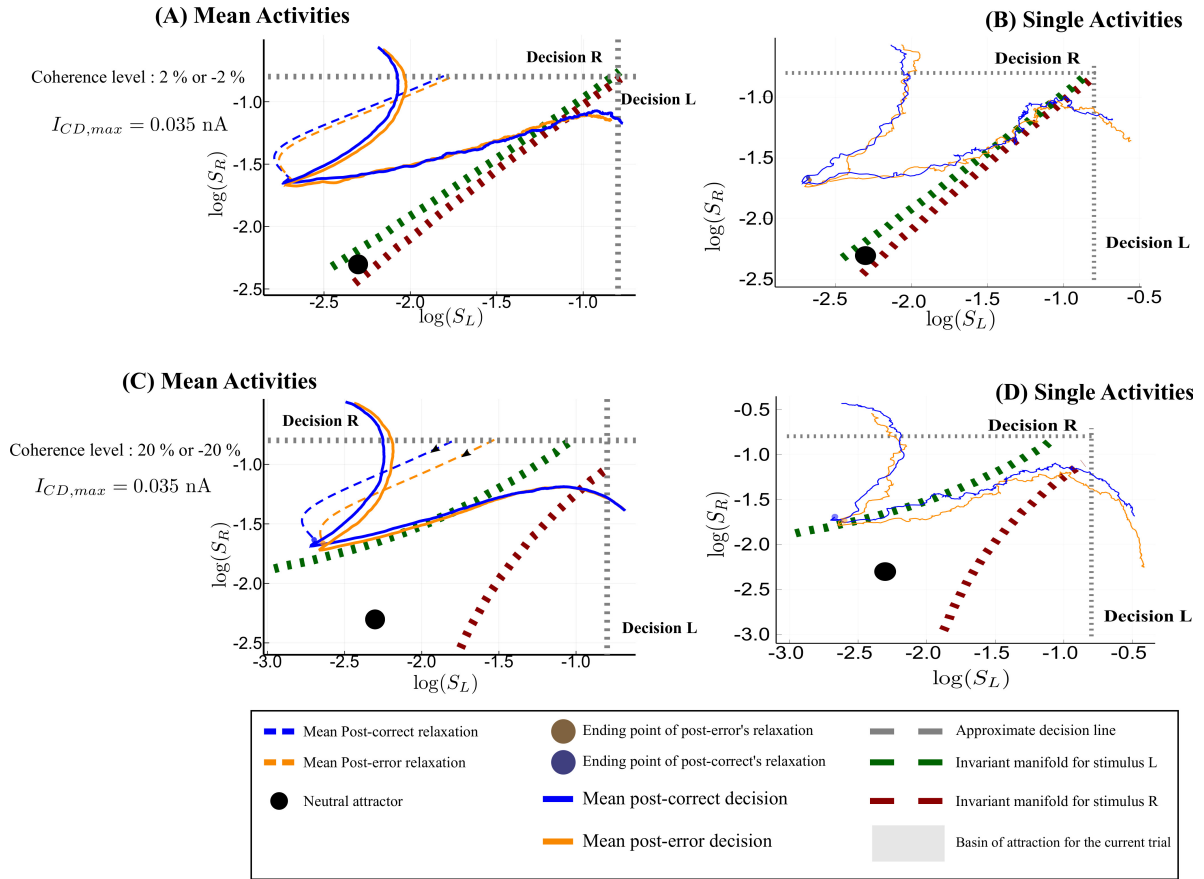 (A) Mean Activities
(B) Single Activities
Decision R
Decision R
Coherence level : 2 % or -2 %
Decision L
I_{CD,max} = 0.035 nA
-1.0
-1.5
-2.0
-2.5
log(S_R)
-2.5
-2.0
-1.5
-1.0
log(S_L)
-1.0
-1.5
-2.0
-2.5
log(S_R)
Decision L
-2.5
-2.0
-1.5
-1.0
-0.5
log(S_L)
(C) Mean Activities
(D) Single Activities
Decision R
Decision R
Coherence level : 20 % or -20 %
I_{CD,max} = 0.035 nA
-1.0
-1.5
-2.0
-2.5
log(S_R)
Decision L
-3.0
-2.5
-2.0
-1.5
-1.0
log(S_L)
-0.5
-1.0
-1.5
-2.0
-2.5
-3.0
log(S_R)
Decision L
-3.0
-2.5
-2.0
-1.5
-1.0
-0.5
log(S_L)
Mean Post-correct relaxation
Mean Post-error relaxation
Neutral attractor
Ending point of post-error's relaxation
Ending point of post-correct's relaxation
Mean post-correct decision
Mean post-error decision
Approximate decision line
Invariant manifold for stimulus L
Invariant manifold for stimulus R
Basin of attraction for the current trial